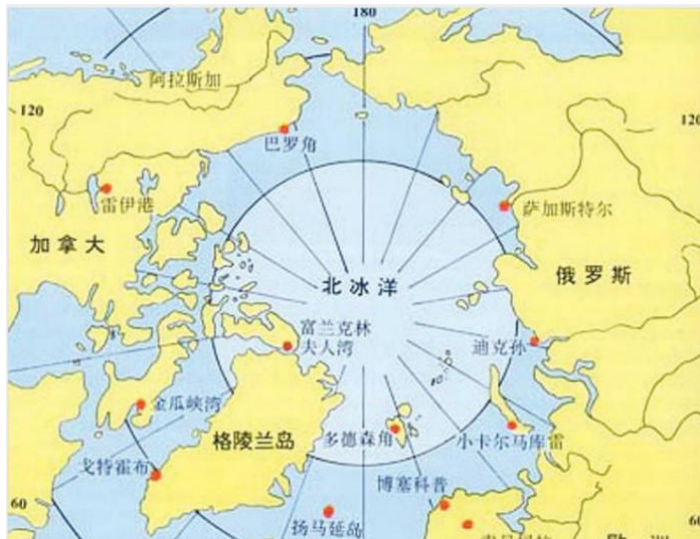 180
阿拉斯加
120
120
巴罗角
雷伊港
萨加斯特尔
加拿大
俄罗斯
北冰洋
富兰克林
夫人湾
迪克孙
金瓜峡湾
格陵兰岛
多德森角
小卡尔马库雷
戈特霍布
博塞科普
60
扬马延岛